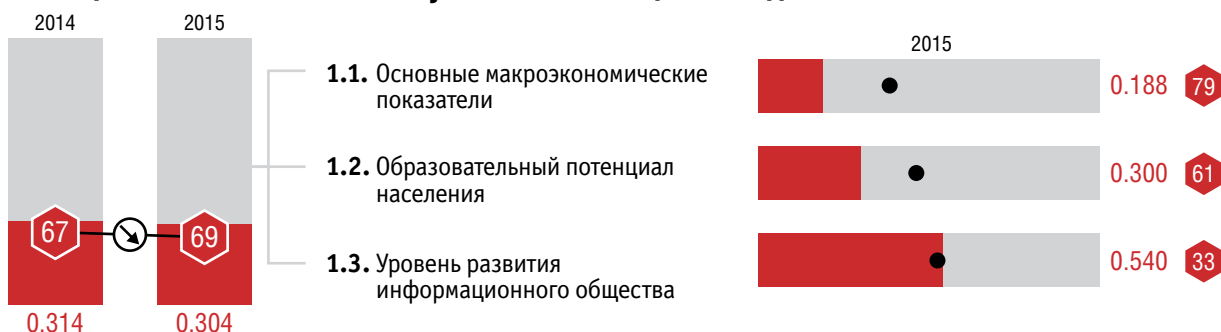 2014
2015
67
69
0.314
0.304
1.1. Основные макроэкономические
показатели
1.2. Образовательный потенциал
населения
1.3. Уровень развития
информационного общества
2015
0.188 79
0.300 61
0.540 33